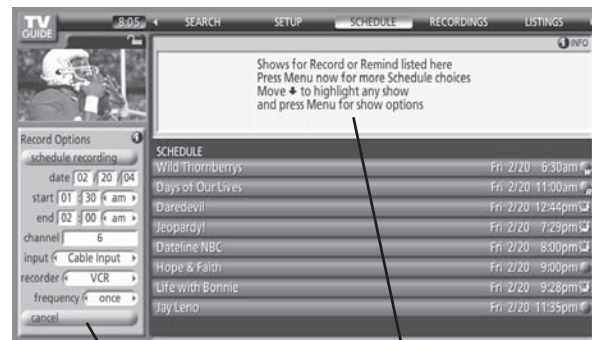 TV GUIDE
8:05
SEARCH SETUP SCHEDULE RECORDINGS LISTINGS
INFO
Shows for Record or Remind listed here
Press Menu now for more Schedule choices
Move to highlight any show
and press Menu for show options
Record Options
schedule recording
date 02 / 20 / 04
start 01 : 30 am
end 02 : 00 am
channel 6
input Cable Input
recorder VCR
frequency once
cancel
SCHEDULE
Wild Thornberrys Fri 2/20 6:30am W
Days of Our Lives Fri 2/20 11:00am R
Daredevil Fri 2/20 12:44pm
Jeopardy! Fri 2/20 7:29pm
Dateline NBC Fri 2/20 8:00pm
Hope & Faith Fri 2/20 9:00pm
Life with Bonnie Fri 2/20 9:28pm
Jay Leno Fri 2/20 11:35pm